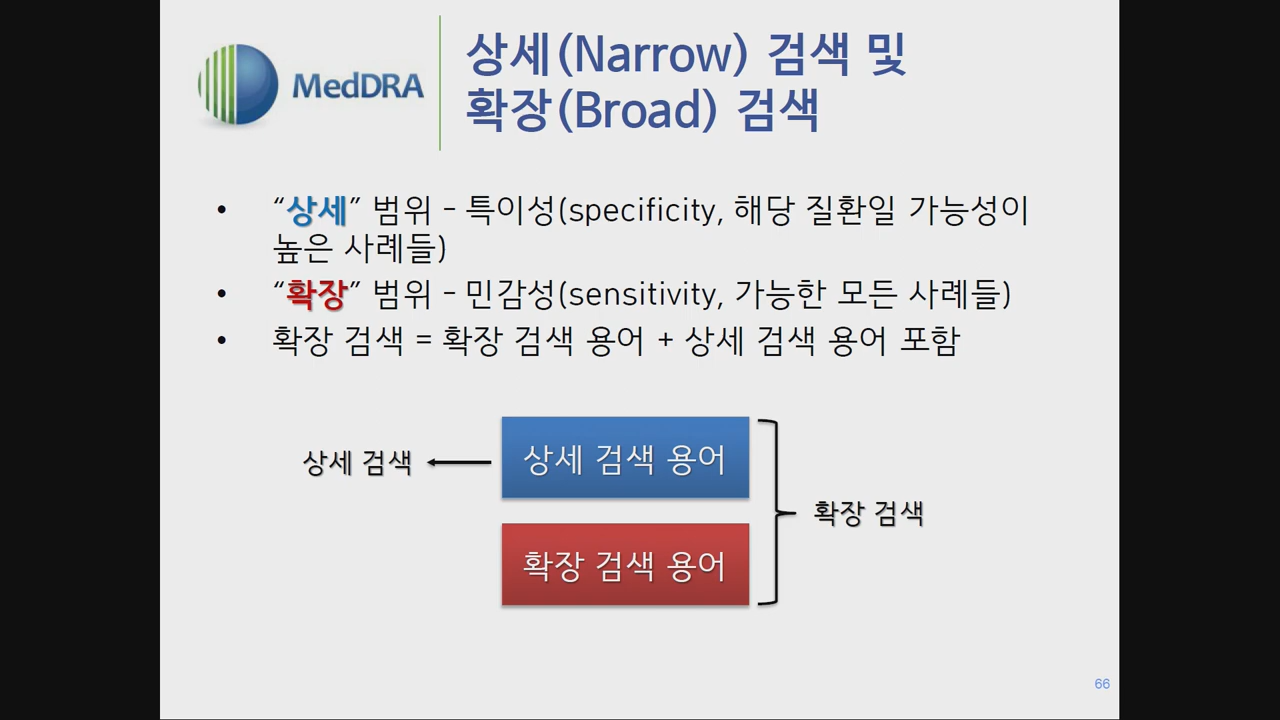 MedDRA
상세(Narrow) 검색 및
확장(Broad) 검색
• “상세” 범위 – 특이성(specificity, 해당 질환일 가능성이
높은 사례들)
• “확장” 범위 – 민감성(sensitivity, 가능한 모든 사례들)
• 확장 검색 = 확장 검색 용어 + 상세 검색 용어 포함
상세 검색
상세 검색 용어
확장 검색
확장 검색 용어
66